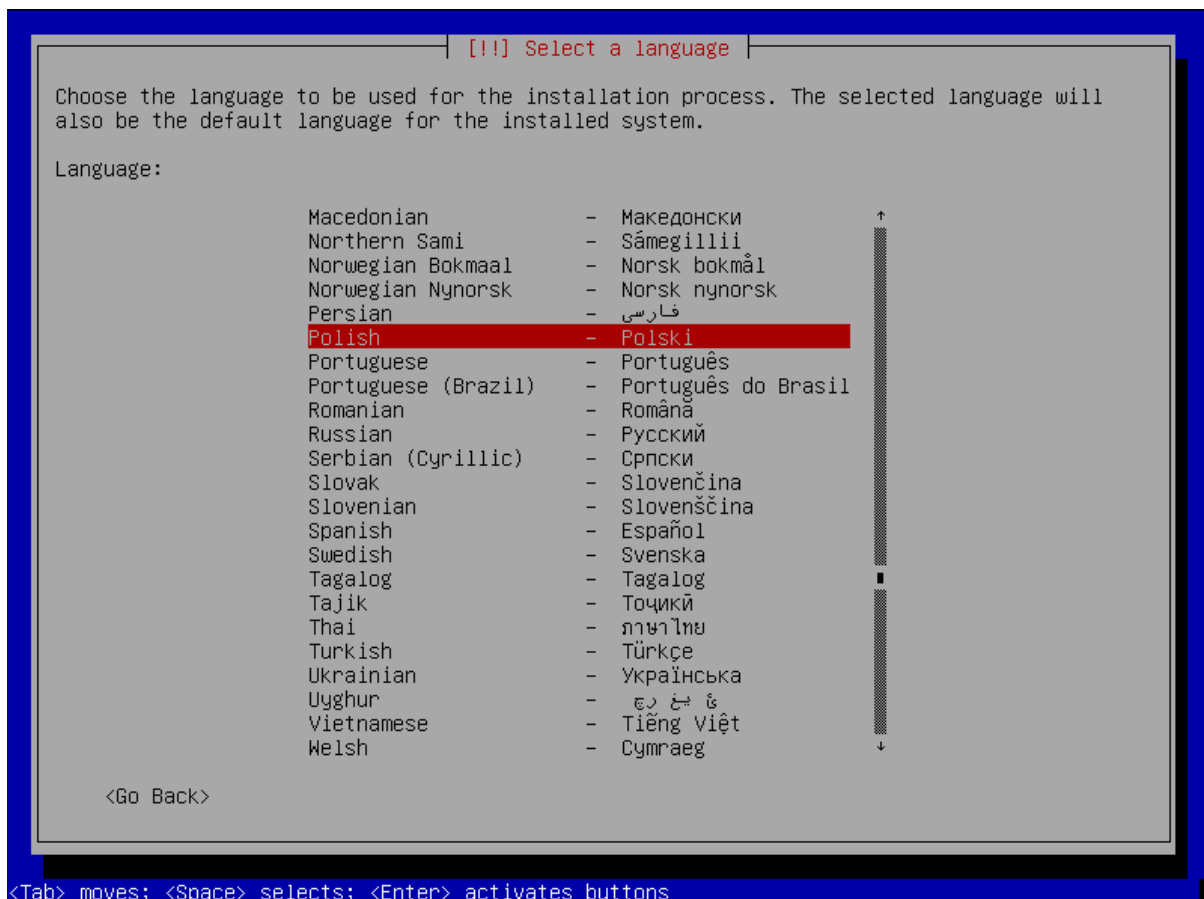 [!!] Select a language
Choose the language to be used for the installation process. The selected language will
also be the default language for the installed system.
Language:
Macedonian - Македонски
Northern Sami - Sámegillii
Norwegian Bokmaal - Norsk bokmål
Norwegian Nynorsk - Norsk nynorsk
Persian - فارسی
Polish - Polski
Portuguese - Português
Portuguese (Brazil) - Português do Brasil
Romanian - Română
Russian - Русский
Serbian (Cyrillic) - Српски
Slovak - Slovenčina
Slovenian - Slovenščina
Spanish - Español
Swedish - Svenska
Tagalog - Tagalog
Tajik - Тоҷикӣ
Thai - ภาษาไทย
Turkish - Türkçe
Ukrainian - Українська
Uyghur -
Vietnamese - Tiếng Việt
Welsh - Cymraeg
<Go Back>
<Tab> moves; <Space> selects; <Enter> activates buttons